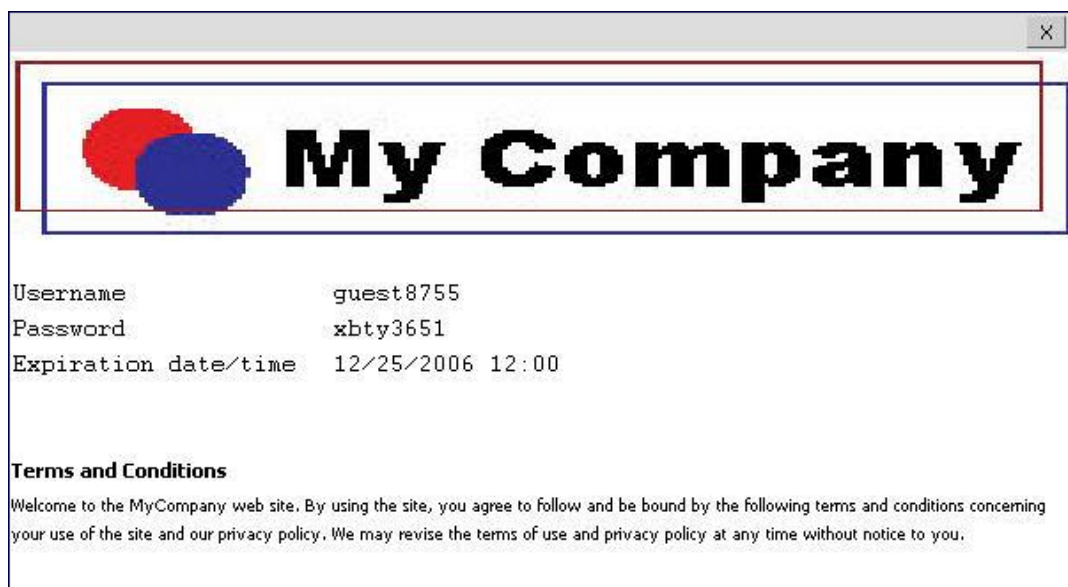 X
My Company
Username guest8755
Password xbty3651
Expiration date/time 12/25/2006 12:00
Terms and Conditions
Welcome to the MyCompany web site. By using the site, you agree to follow and be bound by the following terms and conditions concerning
your use of the site and our privacy policy. We may revise the terms of use and privacy policy at any time without notice to you.